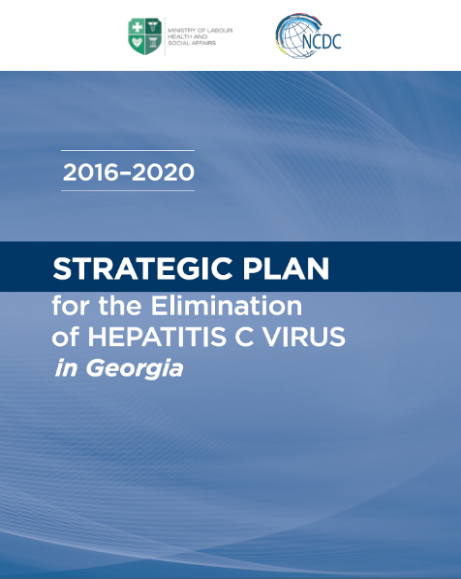 MINISTRY OF LABOUR
HEALTH AND
SOCIAL AFFAIRS
NCDC
2016–2020
STRATEGIC PLAN
for the Elimination
of HEPATITIS C VIRUS
in Georgia